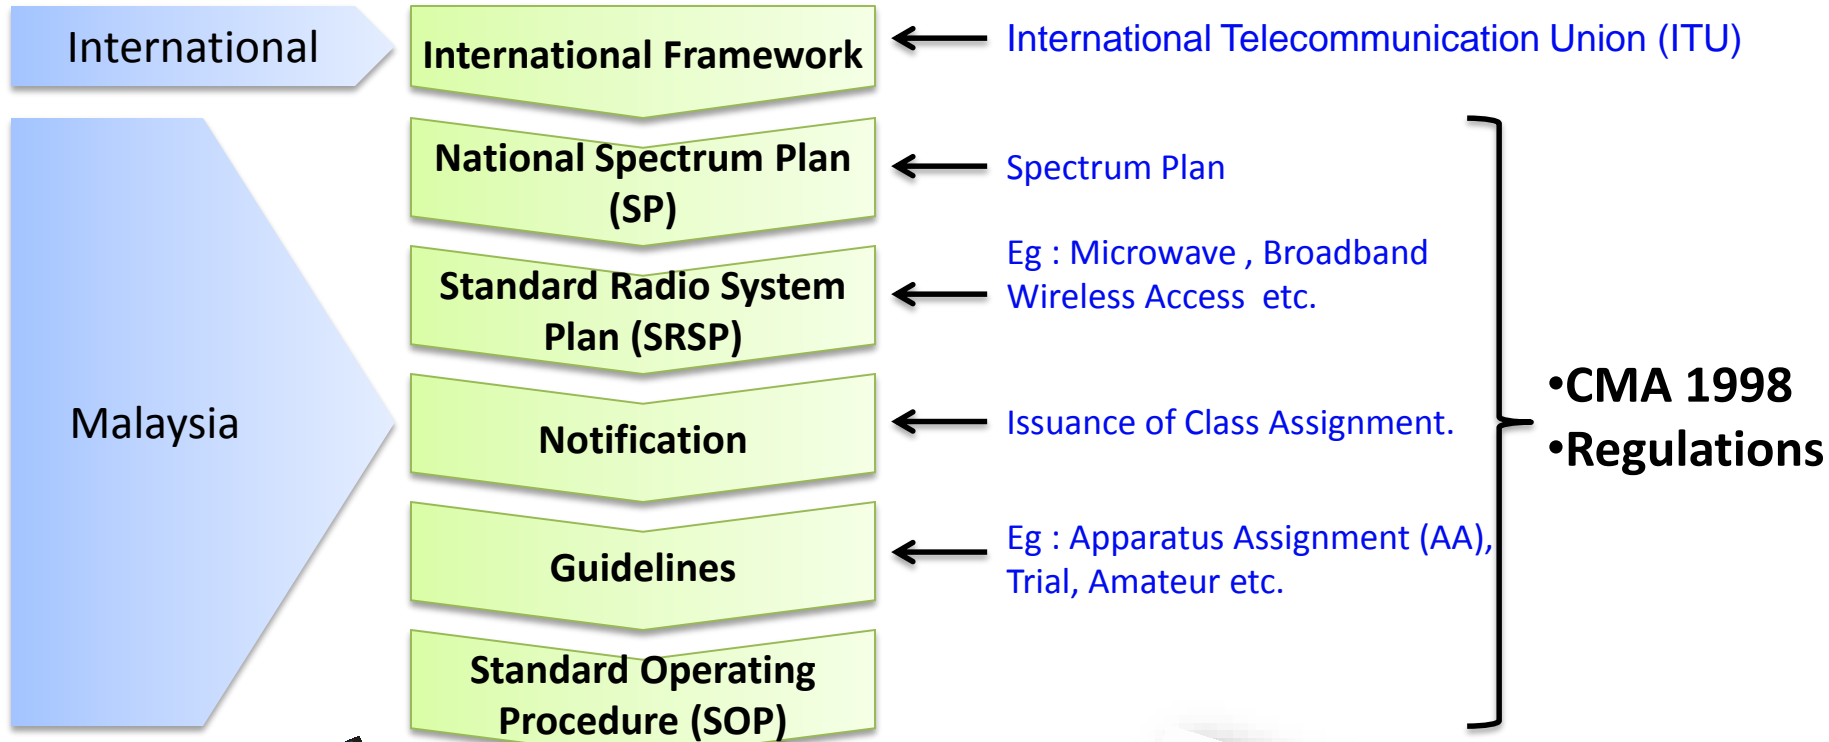 International
International Framework
International Telecommunication Union (ITU)
Malaysia
National Spectrum Plan
(SP)
Spectrum Plan
Standard Radio System
Plan (SRSP)
Eg : Microwave , Broadband
Wireless Access etc.
Notification
Issuance of Class Assignment.
Guidelines
Eg : Apparatus Assignment (AA),
Trial, Amateur etc.
Standard Operating
Procedure (SOP)
•CMA 1998
•Regulations